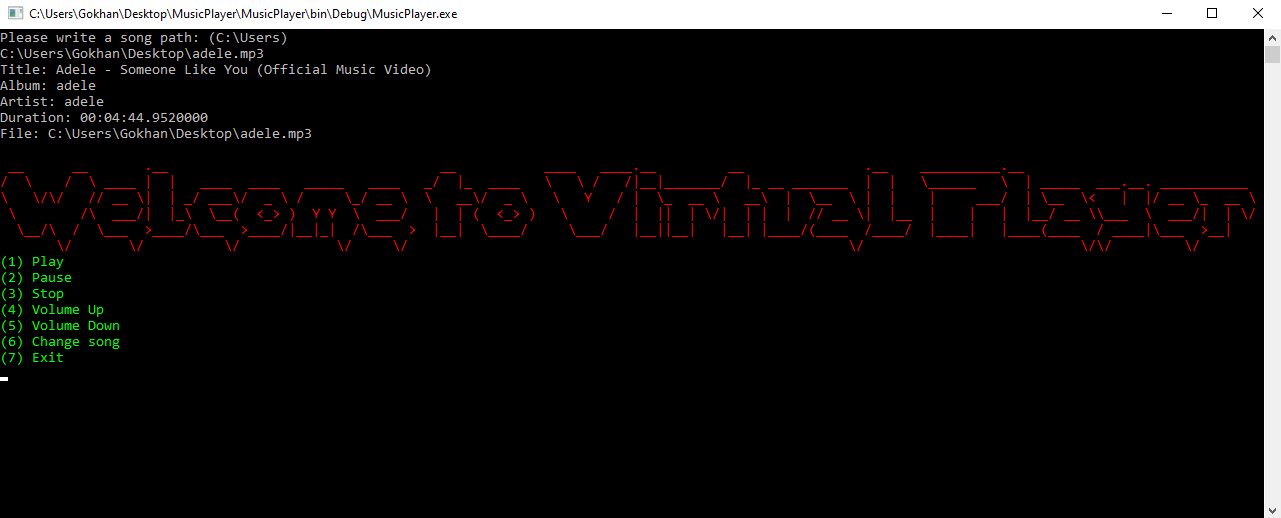 C:\Users\Gokhan\Desktop\MusicPlayer\MusicPlayer\bin\Debug\MusicPlayer.exe
Please write a song path: (C:\Users)
C:\Users\Gokhan\Desktop\adele.mp3
Title: Adele - Someone Like You (Official Music Video)
Album: adele
Artist: adele
Duration: 00:04:44.9520000
File: C:\Users\Gokhan\Desktop\adele.mp3
Welcome to Virtual Player
(1) Play
(2) Pause
(3) Stop
(4) Volume Up
(5) Volume Down
(6) Change song
(7) Exit